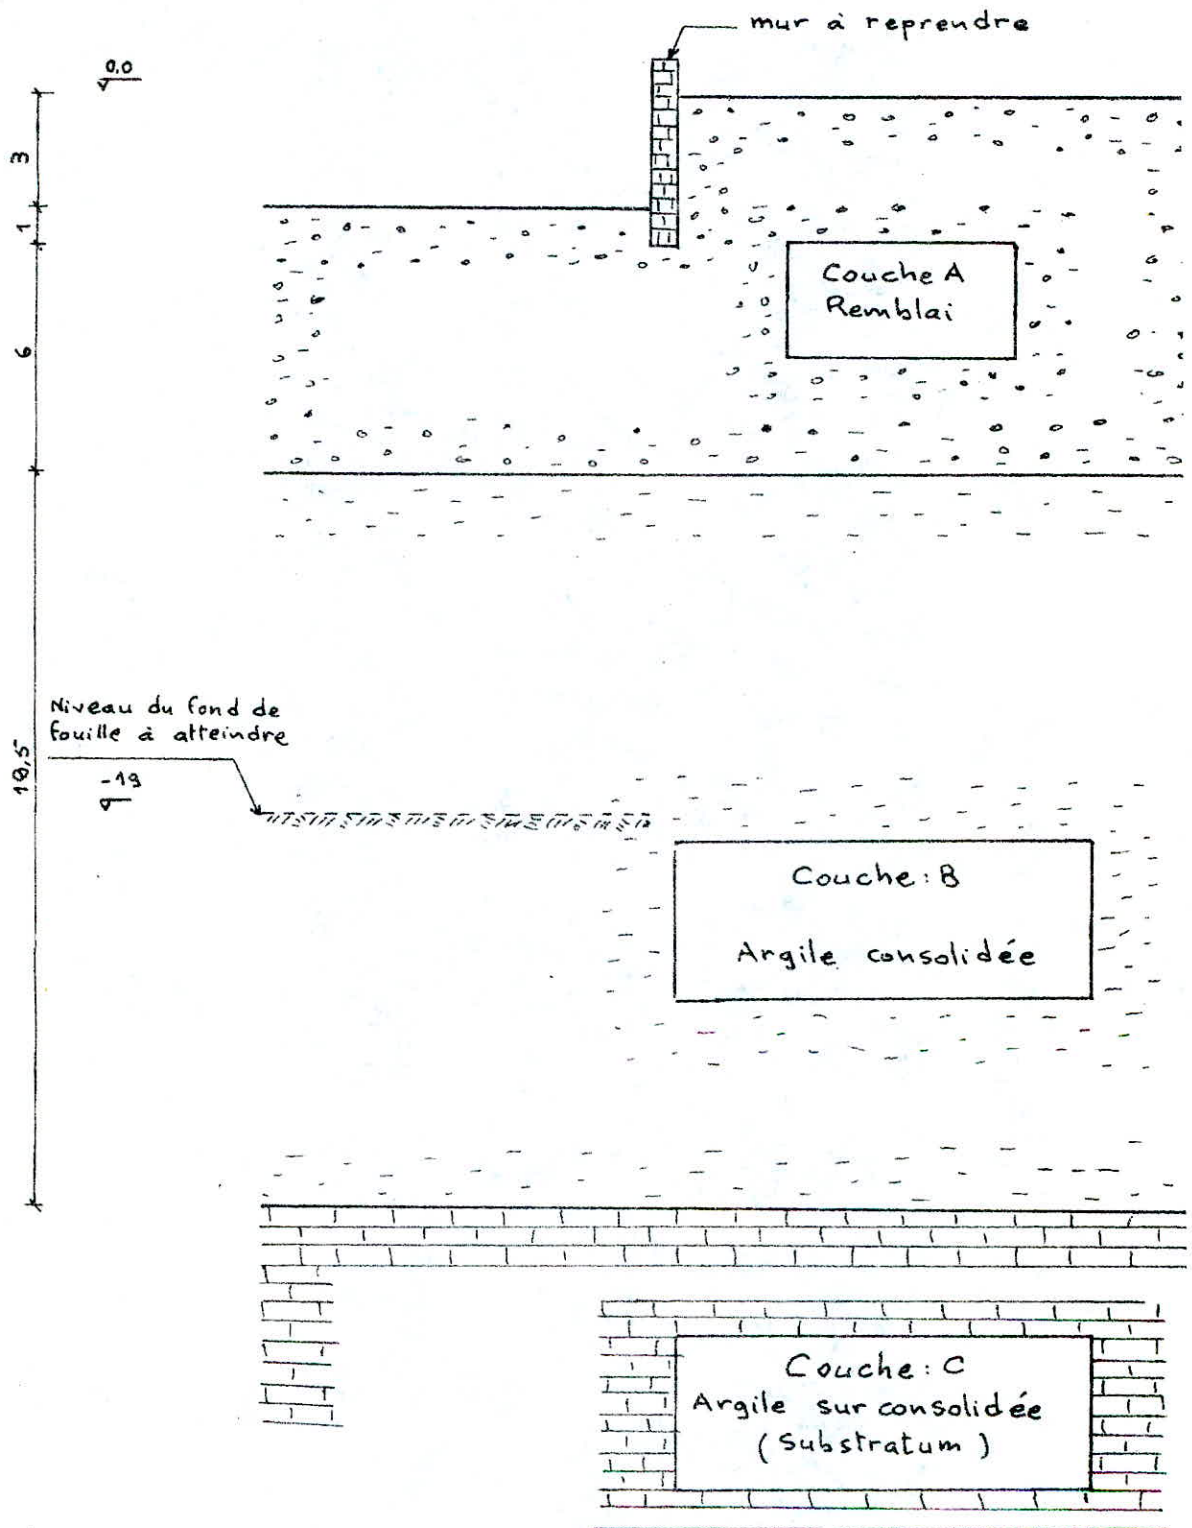 mur à reprendre
0,0
3
1
6
Couche A
Remblai
Niveau du fond de
fouille à atteindre
-19
19,5
Couche : B
Argile consolidée
Couche : C
Argile sur consolidée
( Substratum )